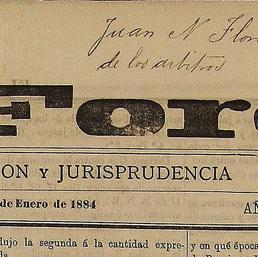 Juan N Flor
de los arbitros
Foro
ON Y JURISPRUDENCIA
de Enero de 1884 AÑ
dujo la segunda á la cantidad expre- y en qué época